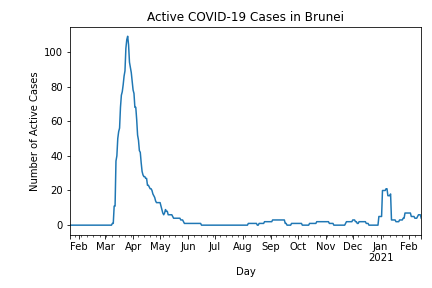 Active COVID-19 Cases in Brunei
Number of Active Cases
100
80
60
40
20
0
Feb Mar Apr May Jun Jul Aug Sep Oct Nov Dec Jan Feb
2021
Day